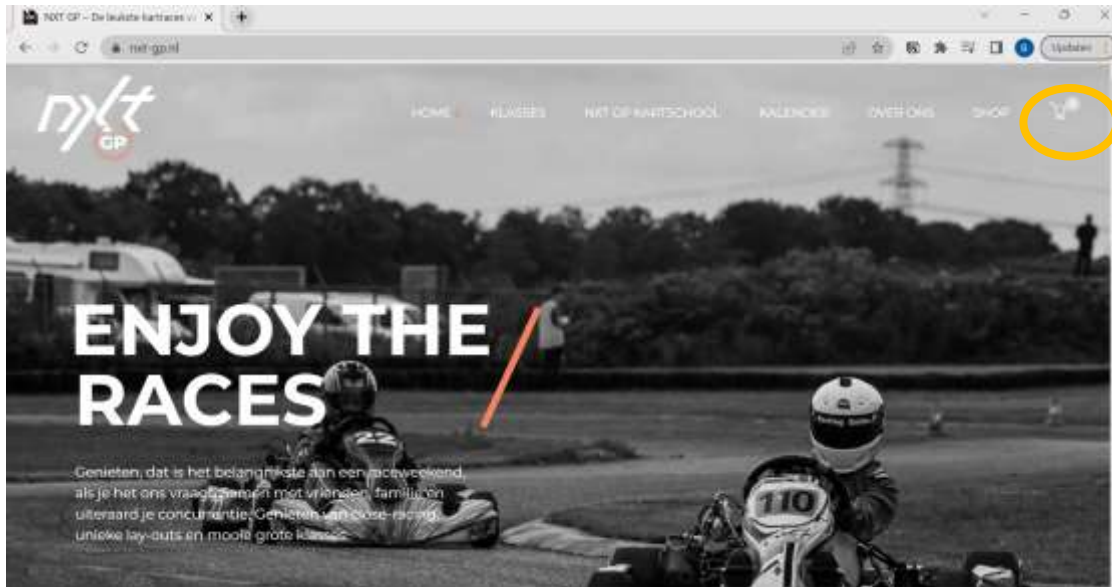 NXT GP – De leukste kartraces v
nxt-gp.nl
G
Updaten
nxt
GP
HOME
KLASSES
NXT GP KARTSCHOOL
KALENDER
OVER ONS
SHOP
ENJOY THE
RACES
22
110
Genieten, dat is het belangrijkste aan een raceweekend,
als je het ons vraagt. Samen met vrienden, familie en
uiteraard je concurrentie. Genieten van close-racing,
unieke lay-outs en mooie grote klasses.